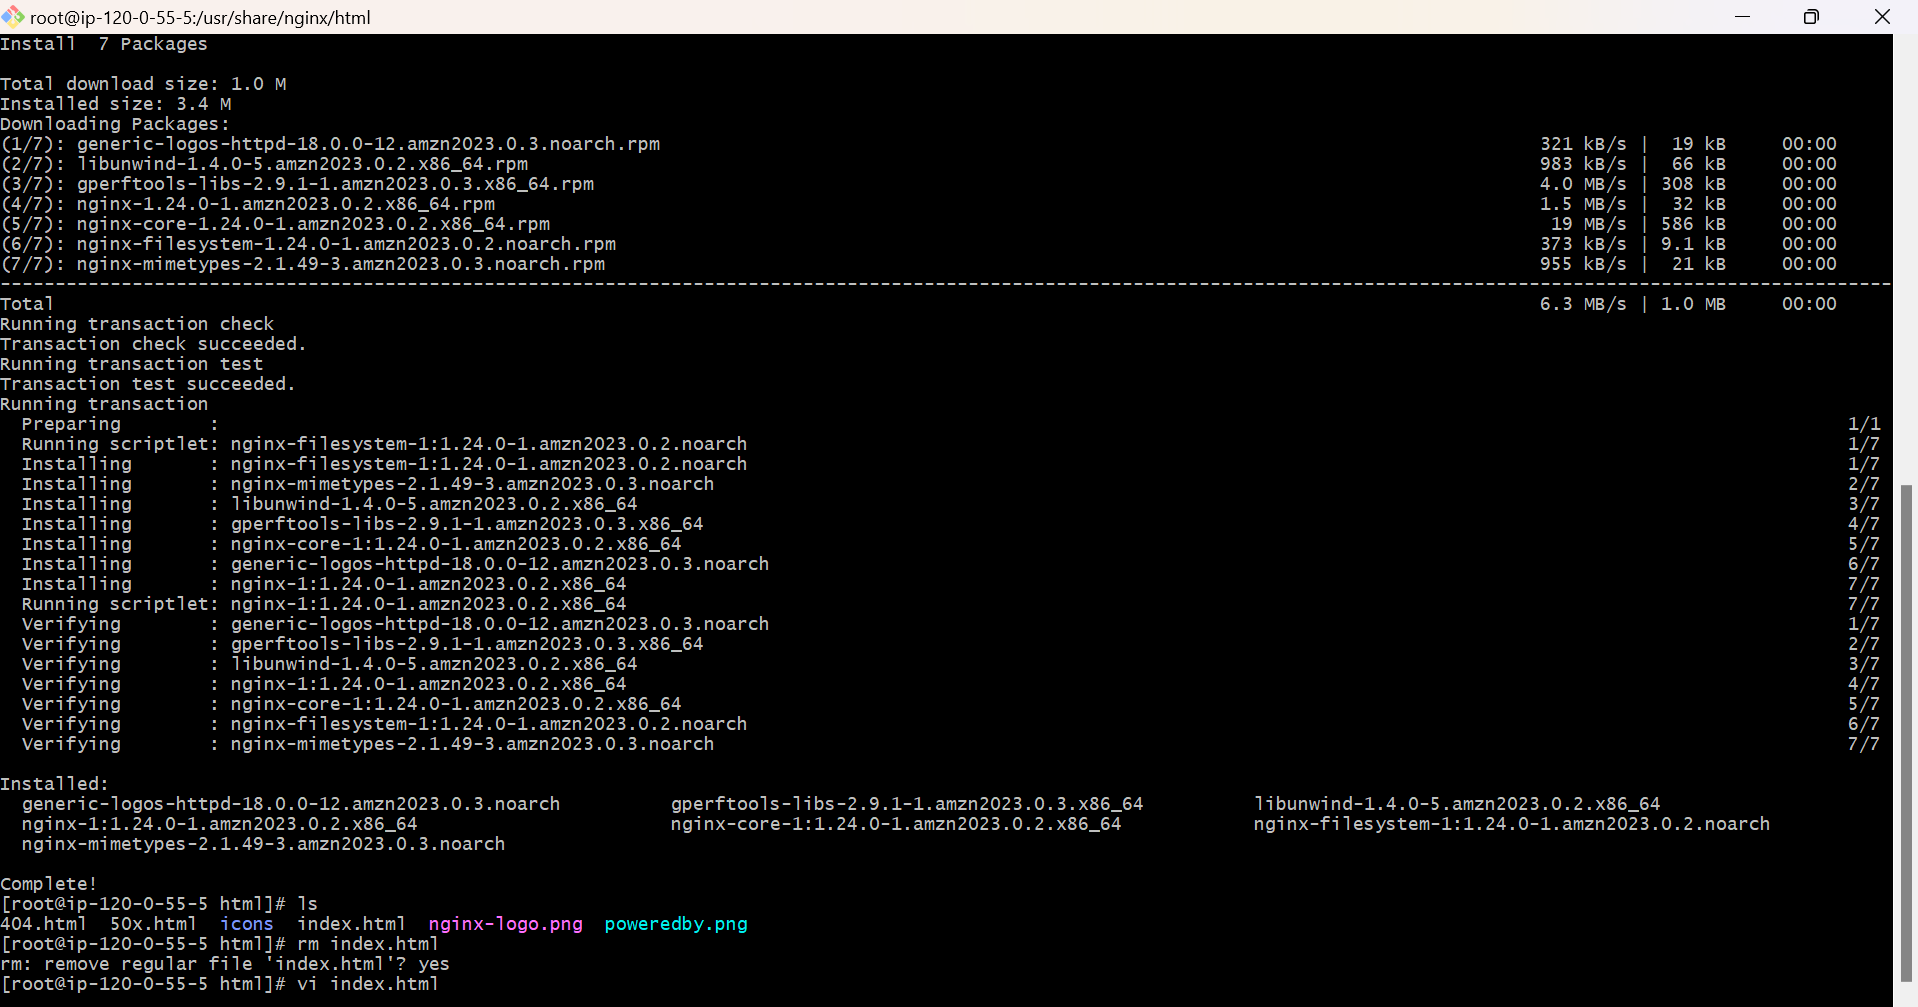 root@ip-120-0-55-5:/usr/share/nginx/html
Install  7 Packages
Total download size: 1.0 M
Installed size: 3.4 M
Downloading Packages:
(1/7): generic-logos-httpd-18.0.0-12.amzn2023.0.3.noarch.rpm 321 kB/s |  19 kB     00:00
(2/7): libunwind-1.4.0-5.amzn2023.0.2.x86_64.rpm 983 kB/s |  66 kB     00:00
(3/7): gperftools-libs-2.9.1-1.amzn2023.0.3.x86_64.rpm 4.0 MB/s | 308 kB     00:00
(4/7): nginx-1.24.0-1.amzn2023.0.2.x86_64.rpm 1.5 MB/s |  32 kB     00:00
(5/7): nginx-core-1.24.0-1.amzn2023.0.2.x86_64.rpm 19 MB/s | 586 kB     00:00
(6/7): nginx-filesystem-1.24.0-1.amzn2023.0.2.noarch.rpm 373 kB/s | 9.1 kB     00:00
(7/7): nginx-mimetypes-2.1.49-3.amzn2023.0.3.noarch.rpm 955 kB/s |  21 kB     00:00
--------------------------------------------------------------------------------
Total 6.3 MB/s | 1.0 MB     00:00
Running transaction check
Transaction check succeeded.
Running transaction test
Transaction test succeeded.
Running transaction
  Preparing        : 1/1
  Running scriptlet: nginx-filesystem-1:1.24.0-1.amzn2023.0.2.noarch 1/7
  Installing       : nginx-filesystem-1:1.24.0-1.amzn2023.0.2.noarch 1/7
  Installing       : nginx-mimetypes-2.1.49-3.amzn2023.0.3.noarch 2/7
  Installing       : libunwind-1.4.0-5.amzn2023.0.2.x86_64 3/7
  Installing       : gperftools-libs-2.9.1-1.amzn2023.0.3.x86_64 4/7
  Installing       : nginx-core-1:1.24.0-1.amzn2023.0.2.x86_64 5/7
  Installing       : generic-logos-httpd-18.0.0-12.amzn2023.0.3.noarch 6/7
  Installing       : nginx-1:1.24.0-1.amzn2023.0.2.x86_64 7/7
  Running scriptlet: nginx-1:1.24.0-1.amzn2023.0.2.x86_64 7/7
  Verifying        : generic-logos-httpd-18.0.0-12.amzn2023.0.3.noarch 1/7
  Verifying        : gperftools-libs-2.9.1-1.amzn2023.0.3.x86_64 2/7
  Verifying        : libunwind-1.4.0-5.amzn2023.0.2.x86_64 3/7
  Verifying        : nginx-1:1.24.0-1.amzn2023.0.2.x86_64 4/7
  Verifying        : nginx-core-1:1.24.0-1.amzn2023.0.2.x86_64 5/7
  Verifying        : nginx-filesystem-1:1.24.0-1.amzn2023.0.2.noarch 6/7
  Verifying        : nginx-mimetypes-2.1.49-3.amzn2023.0.3.noarch 7/7
Installed:
  generic-logos-httpd-18.0.0-12.amzn2023.0.3.noarch  gperftools-libs-2.9.1-1.amzn2023.0.3.x86_64  libunwind-1.4.0-5.amzn2023.0.2.x86_64
  nginx-1:1.24.0-1.amzn2023.0.2.x86_64  nginx-core-1:1.24.0-1.amzn2023.0.2.x86_64  nginx-filesystem-1:1.24.0-1.amzn2023.0.2.noarch
  nginx-mimetypes-2.1.49-3.amzn2023.0.3.noarch
Complete!
[root@ip-120-0-55-5 html]# ls
404.html  50x.html  icons  index.html  nginx-logo.png  poweredby.png
[root@ip-120-0-55-5 html]# rm index.html
rm: remove regular file 'index.html'? yes
[root@ip-120-0-55-5 html]# vi index.html